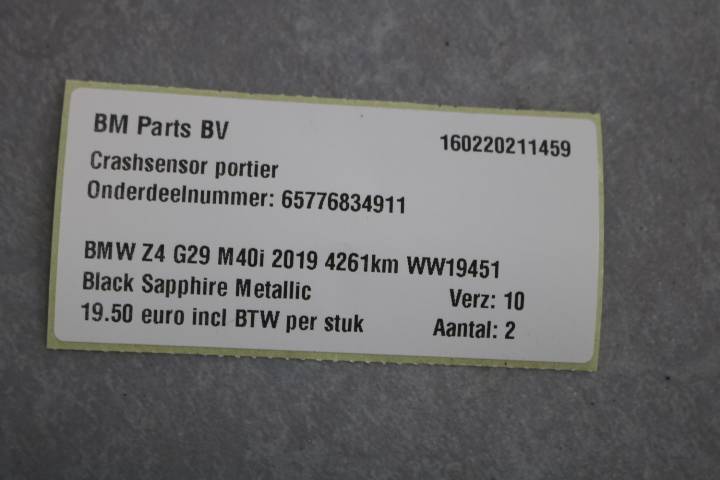 BM Parts BV 160220211459
Crashsensor portier
Onderdeelnummer: 65776834911
BMW Z4 G29 M40i 2019 4261km WW19451
Black Sapphire Metallic Verz: 10
19.50 euro incl BTW per stuk Aantal: 2